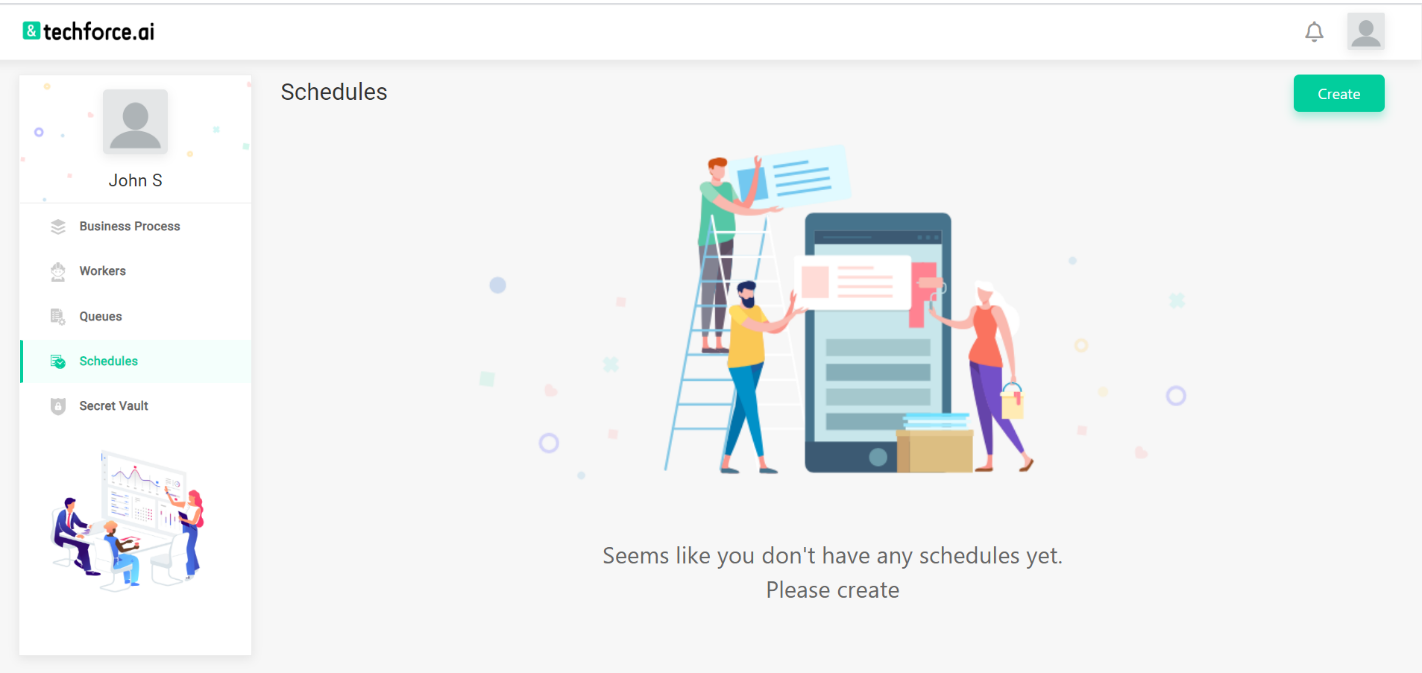 & techforce.ai
Schedules
Create
John S
Business Process
Workers
Queues
Schedules
Secret Vault
Seems like you don't have any schedules yet.
Please create